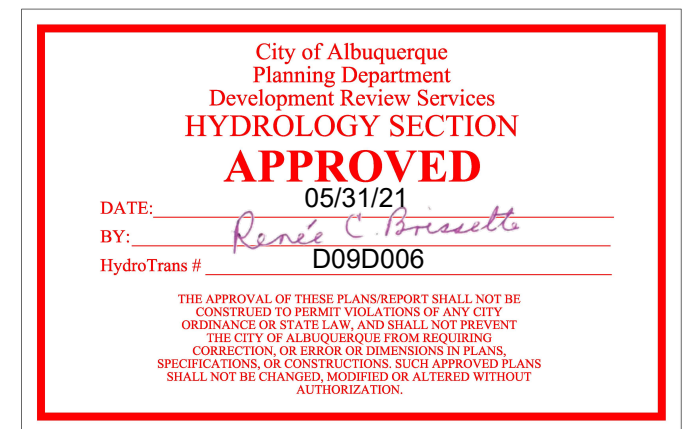 City of Albuquerque
Planning Department
Development Review Services
HYDROLOGY SECTION
APPROVED
DATE: 05/31/21
BY: Renée C. Brissette
HydroTrans # D09D006
THE APPROVAL OF THESE PLANS/REPORT SHALL NOT BE
CONSTRUED TO PERMIT VIOLATIONS OF ANY CITY
ORDINANCE OR STATE LAW, AND SHALL NOT PREVENT
THE CITY OF ALBUQUERQUE FROM REQUIRING
CORRECTION, OR ERROR OR DIMENSIONS IN PLANS,
SPECIFICATIONS, OR CONSTRUCTIONS. SUCH APPROVED PLANS
SHALL NOT BE CHANGED, MODIFIED OR ALTERED WITHOUT
AUTHORIZATION.